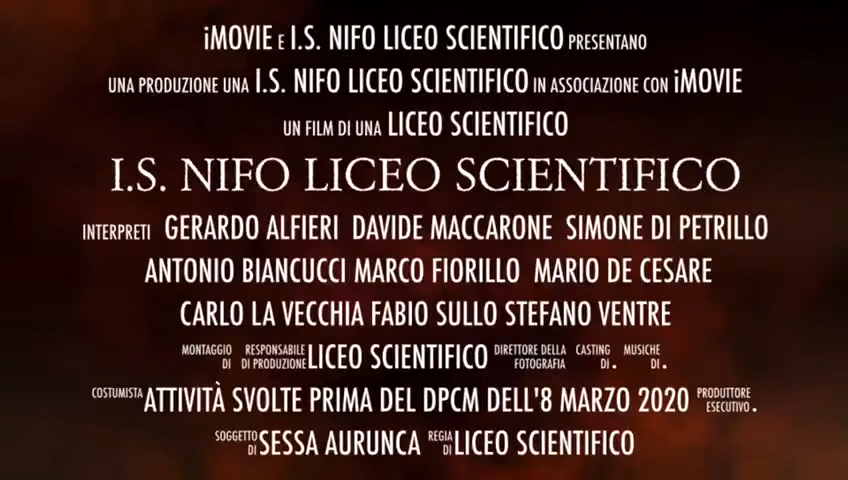 iMOVIE E I.S. NIFO LICEO SCIENTIFICO PRESENTANO
UNA PRODUZIONE UNA I.S. NIFO LICEO SCIENTIFICO IN ASSOCIAZIONE CON iMOVIE
UN FILM DI UNA LICEO SCIENTIFICO
I.S. NIFO LICEO SCIENTIFICO
INTERPRETI GERARDO ALFIERI DAVIDE MACCARONE SIMONE DI PETRILLO
ANTONIO BIANCUCCI MARCO FIORILLO MARIO DE CESARE
CARLO LA VECCHIA FABIO SULLO STEFANO VENTRE
MONTAGGIO DI RESPONSABILE DI PRODUZIONE LICEO SCIENTIFICO DIRETTORE DELLA FOTOGRAFIA CASTING DI . MUSICHE DI .
COSTUMISTA ATTIVITÀ SVOLTE PRIMA DEL DPCM DELL'8 MARZO 2020 PRODUTTORE ESECUTIVO .
SOGGETTO DI SESSA AURUNCA REGIA DI LICEO SCIENTIFICO